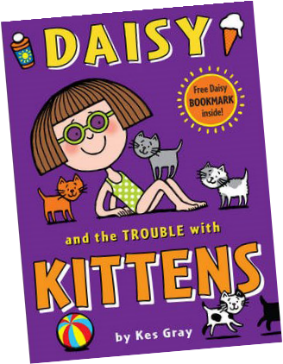 DAISY
Free Daisy
BOOKMARK
inside!
and the TROUBLE with
KITTENS
by Kes Gray